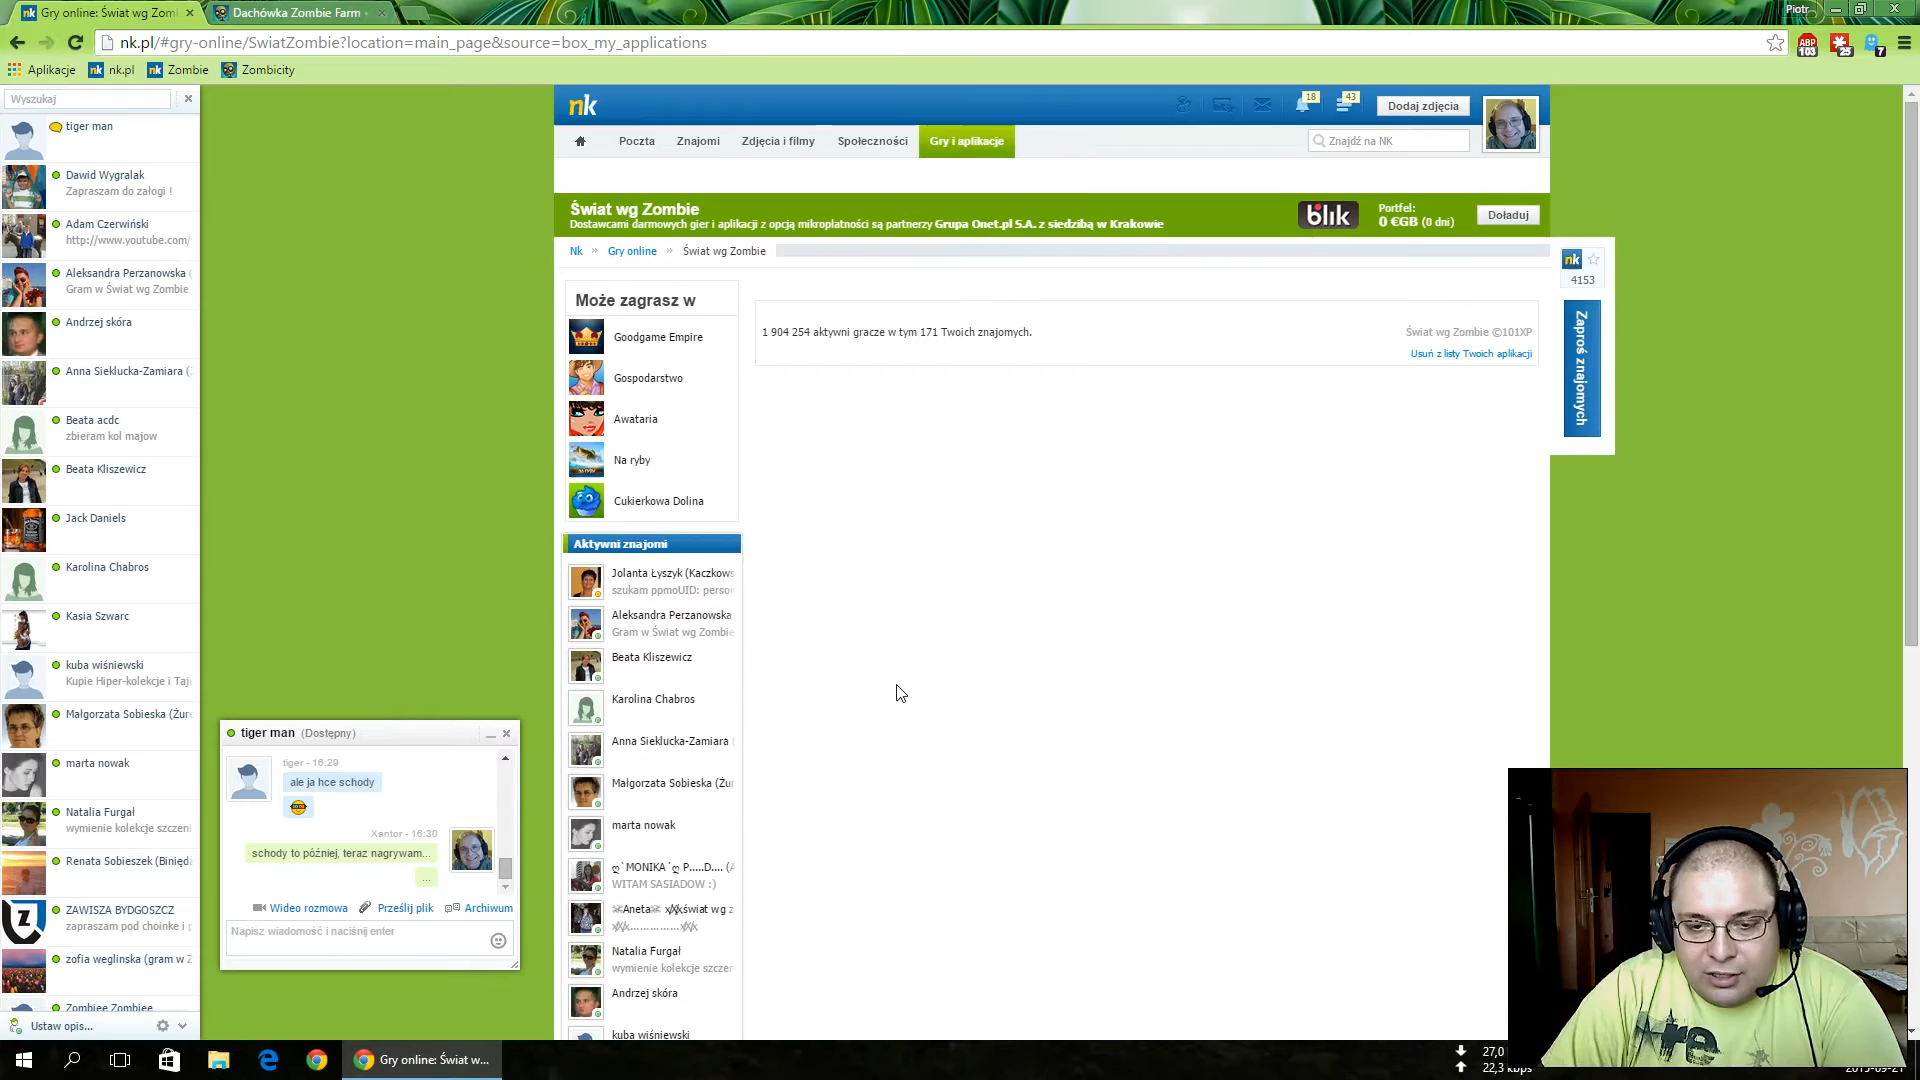 Gry online: Świat wg Zom
Dachówka Zombie Farm
Piotr
nk.pl/#gry-online/SwiatZombie?location=main_page&source=box_my_applications
ABP
103
25
7
Aplikacje
nk.pl
Zombie
Zombicity
Wyszukaj
tiger man
Dawid Wygralak
Zapraszam do załogi !
Adam Czerwiński
http://www.youtube.com/
Aleksandra Perzanowska (
Gram w Świat wg Zombie
Andrzej skóra
Anna Sieklucka-Zamiara (
Beata acdc
zbieram kol majow
Beata Kliszewicz
Jack Daniels
Karolina Chabros
Kasia Szwarc
kuba wiśniewski
Kupie Hiper-kolekcje i Taj
Małgorzata Sobieska (Żur
marta nowak
Natalia Furgał
wymienie kolekcje szczeni
Renata Sobieszek (Binięda
ZAWISZA BYDGOSZCZ
zapraszam pod choinke i p
zofia weglinska (gram w Z
Zombiee Zombiee
Ustaw opis...
tiger man (Dostępny)
tiger - 16:29
ale ja hce schody
Xantor - 16:30
schody to później, teraz nagrywam...
...
Wideo rozmowa
Prześlij plik
Archiwum
Napisz wiadomość i naciśnij enter
nk
18
43
Dodaj zdjęcia
Poczta
Znajomi
Zdjęcia i filmy
Społeczności
Gry i aplikacje
Znajdź na NK
Świat wg Zombie
Dostawcami darmowych gier i aplikacji z opcją mikropłatności są partnerzy Grupa Onet.pl S.A. z siedzibą w Krakowie
blik
Portfel:
0 €GB (0 dni)
Doładuj
Nk » Gry online » Świat wg Zombie
nk
4153
Zaproś znajomych
Może zagrasz w
Goodgame Empire
Gospodarstwo
Awataria
Na ryby
Cukierkowa Dolina
1 904 254 aktywni gracze w tym 171 Twoich znajomych.
Świat wg Zombie ©101XP
Usuń z listy Twoich aplikacji
Aktywni znajomi
Jolanta Łyszyk (Kaczkows
szukam ppmoUID: person
Aleksandra Perzanowska
Gram w Świat wg Zombie
Beata Kliszewicz
Karolina Chabros
Anna Sieklucka-Zamiara (
Małgorzata Sobieska (Żur
marta nowak
MONIKA P.....D.... (A
WITAM SASIADOW :)
Aneta świat wg z
Natalia Furgał
wymienie kolekcje szczer
Andrzej skóra
kuba wiśniewski
Gry online: Świat w...
27,0
22,3 kbps